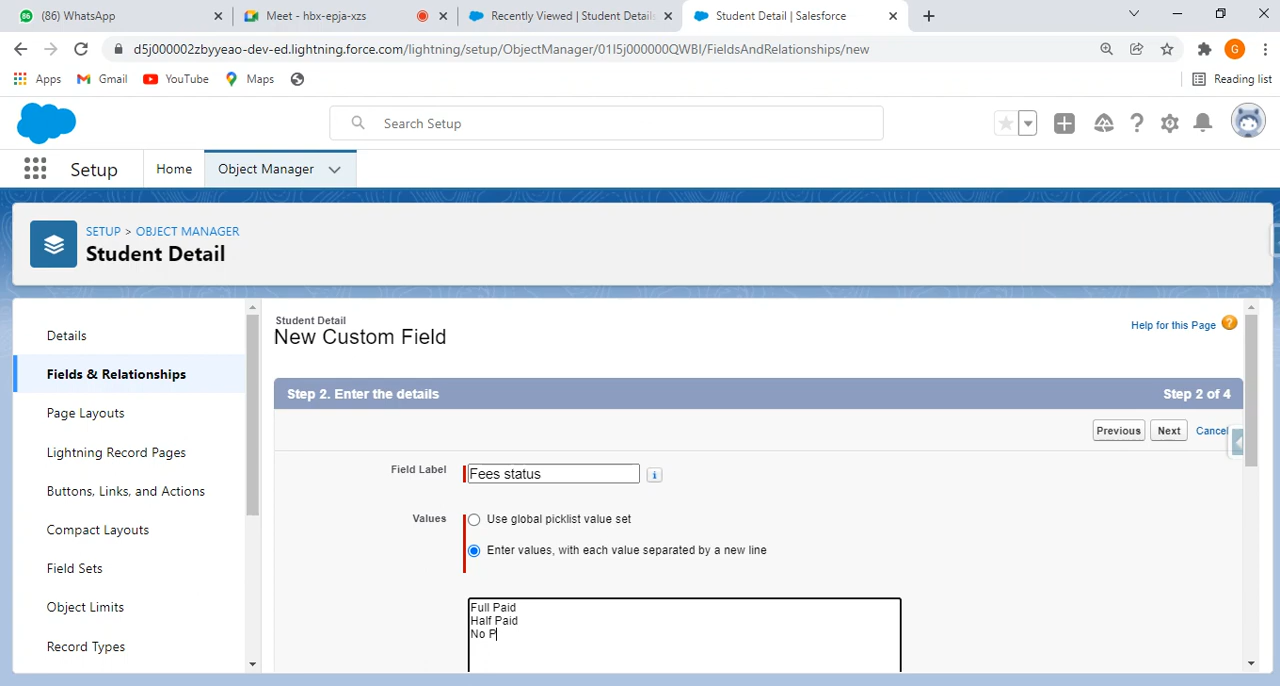 (86) WhatsApp
Meet - hbx-epja-xzs
Recently Viewed | Student Details
Student Detail | Salesforce
d5j000002zbyyeao-dev-ed.lightning.force.com/lightning/setup/ObjectManager/01I5j000000QWBI/FieldsAndRelationships/new
G
Apps
Gmail
YouTube
Maps
Reading list
Search Setup
Setup
Home
Object Manager
SETUP > OBJECT MANAGER
Student Detail
Details
Fields & Relationships
Page Layouts
Lightning Record Pages
Buttons, Links, and Actions
Compact Layouts
Field Sets
Object Limits
Record Types
Student Detail
New Custom Field
Help for this Page
Step 2. Enter the details
Step 2 of 4
Previous
Next
Cancel
Field Label
Fees status
Values
Use global picklist value set
Enter values, with each value separated by a new line
Full Paid
Half Paid
No P